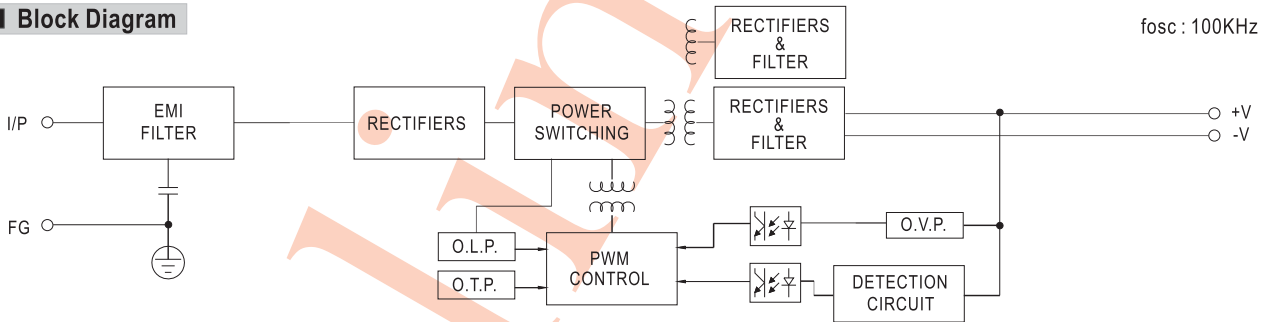 Block Diagram
fosc : 100KHz
RECTIFIERS
&
FILTER
I/P
EMI
FILTER
RECTIFIERS
POWER
SWITCHING
RECTIFIERS
&
FILTER
+V
-V
FG
O.L.P.
O.T.P.
PWM
CONTROL
O.V.P.
DETECTION
CIRCUIT